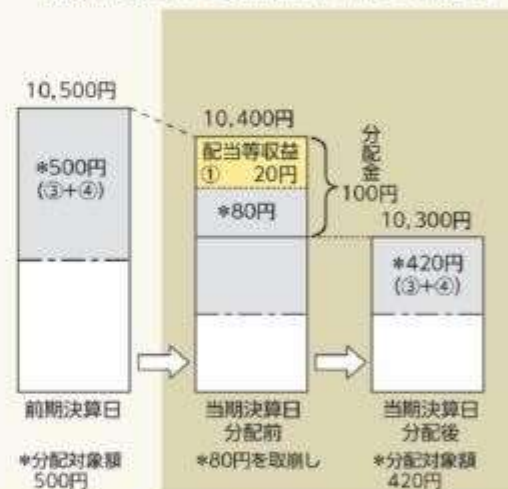 10,500円
*500円
(③+④)
10,400円
配当等収益
① 20円
*80円
分配金
100円
10,300円
*420円
(③+④)
前期決算日
当期決算日
分配前
当期決算日
分配後
*分配対象額
500円
*80円を取崩し
*分配対象額
420円